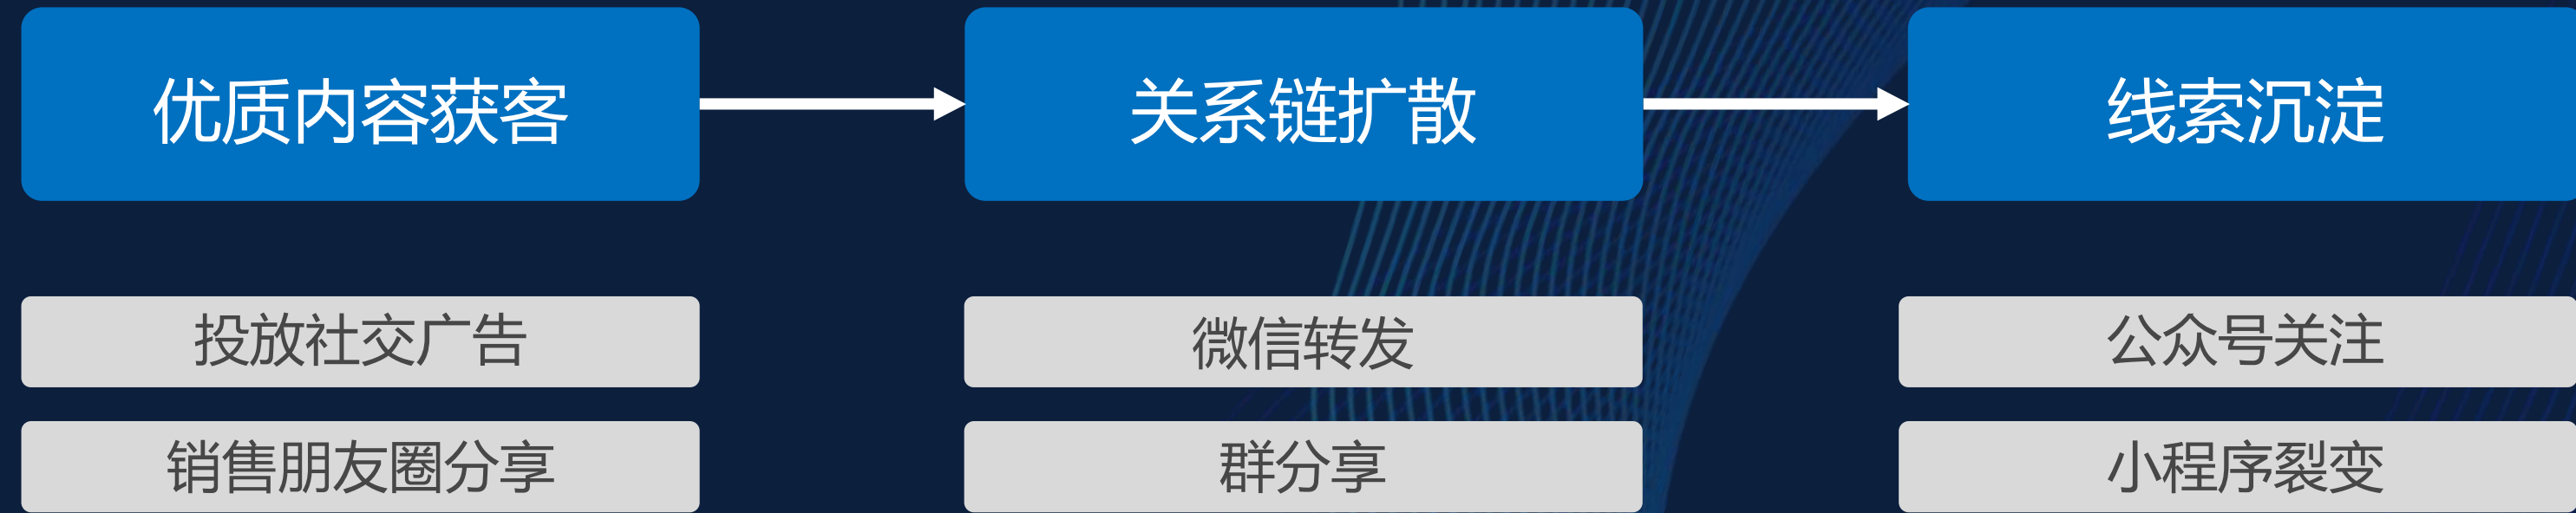 优质内容获客
关系链扩散
线索沉淀
投放社交广告
微信转发
公众号关注
销售朋友圈分享
群分享
小程序裂变